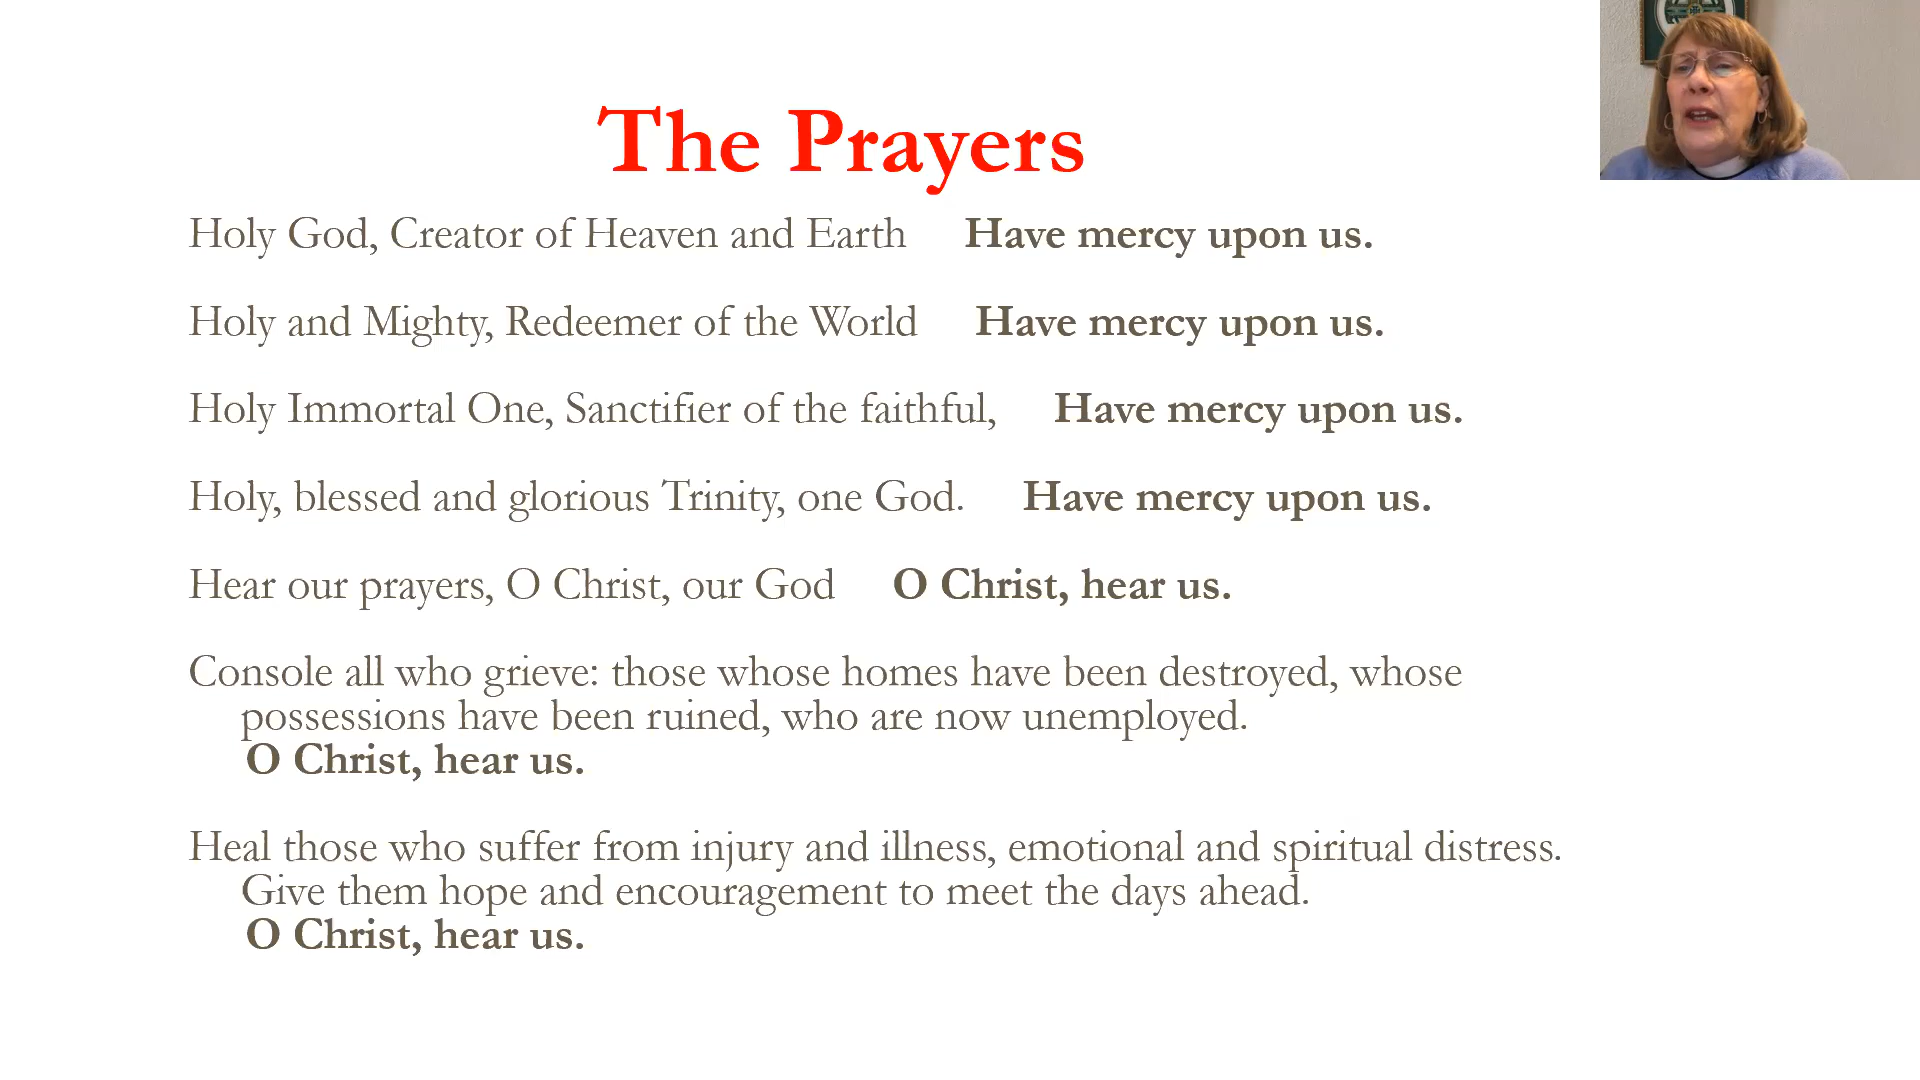 The Prayers
Holy God, Creator of Heaven and Earth Have mercy upon us.
Holy and Mighty, Redeemer of the World Have mercy upon us.
Holy Immortal One, Sanctifier of the faithful, Have mercy upon us.
Holy, blessed and glorious Trinity, one God. Have mercy upon us.
Hear our prayers, O Christ, our God O Christ, hear us.
Console all who grieve: those whose homes have been destroyed, whose
possessions have been ruined, who are now unemployed.
O Christ, hear us.
Heal those who suffer from injury and illness, emotional and spiritual distress.
Give them hope and encouragement to meet the days ahead.
O Christ, hear us.